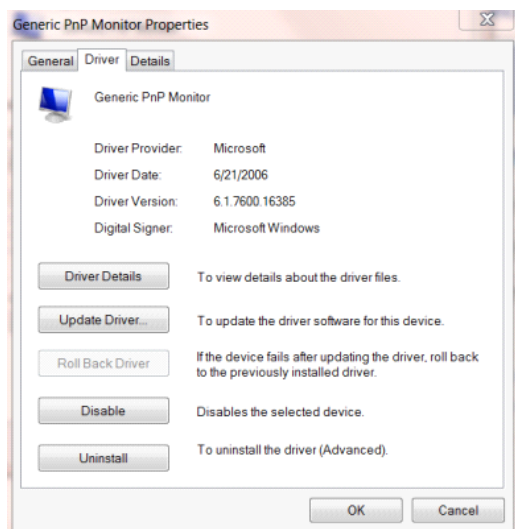 Generic PnP Monitor Properties
General Driver Details
Generic PnP Monitor
Driver Provider: Microsoft
Driver Date: 6/21/2006
Driver Version: 6.1.7600.16385
Digital Signer: Microsoft Windows
Driver Details To view details about the driver files.
Update Driver... To update the driver software for this device.
Roll Back Driver If the device fails after updating the driver, roll back
to the previously installed driver.
Disable Disables the selected device.
Uninstall To uninstall the driver (Advanced).
OK Cancel